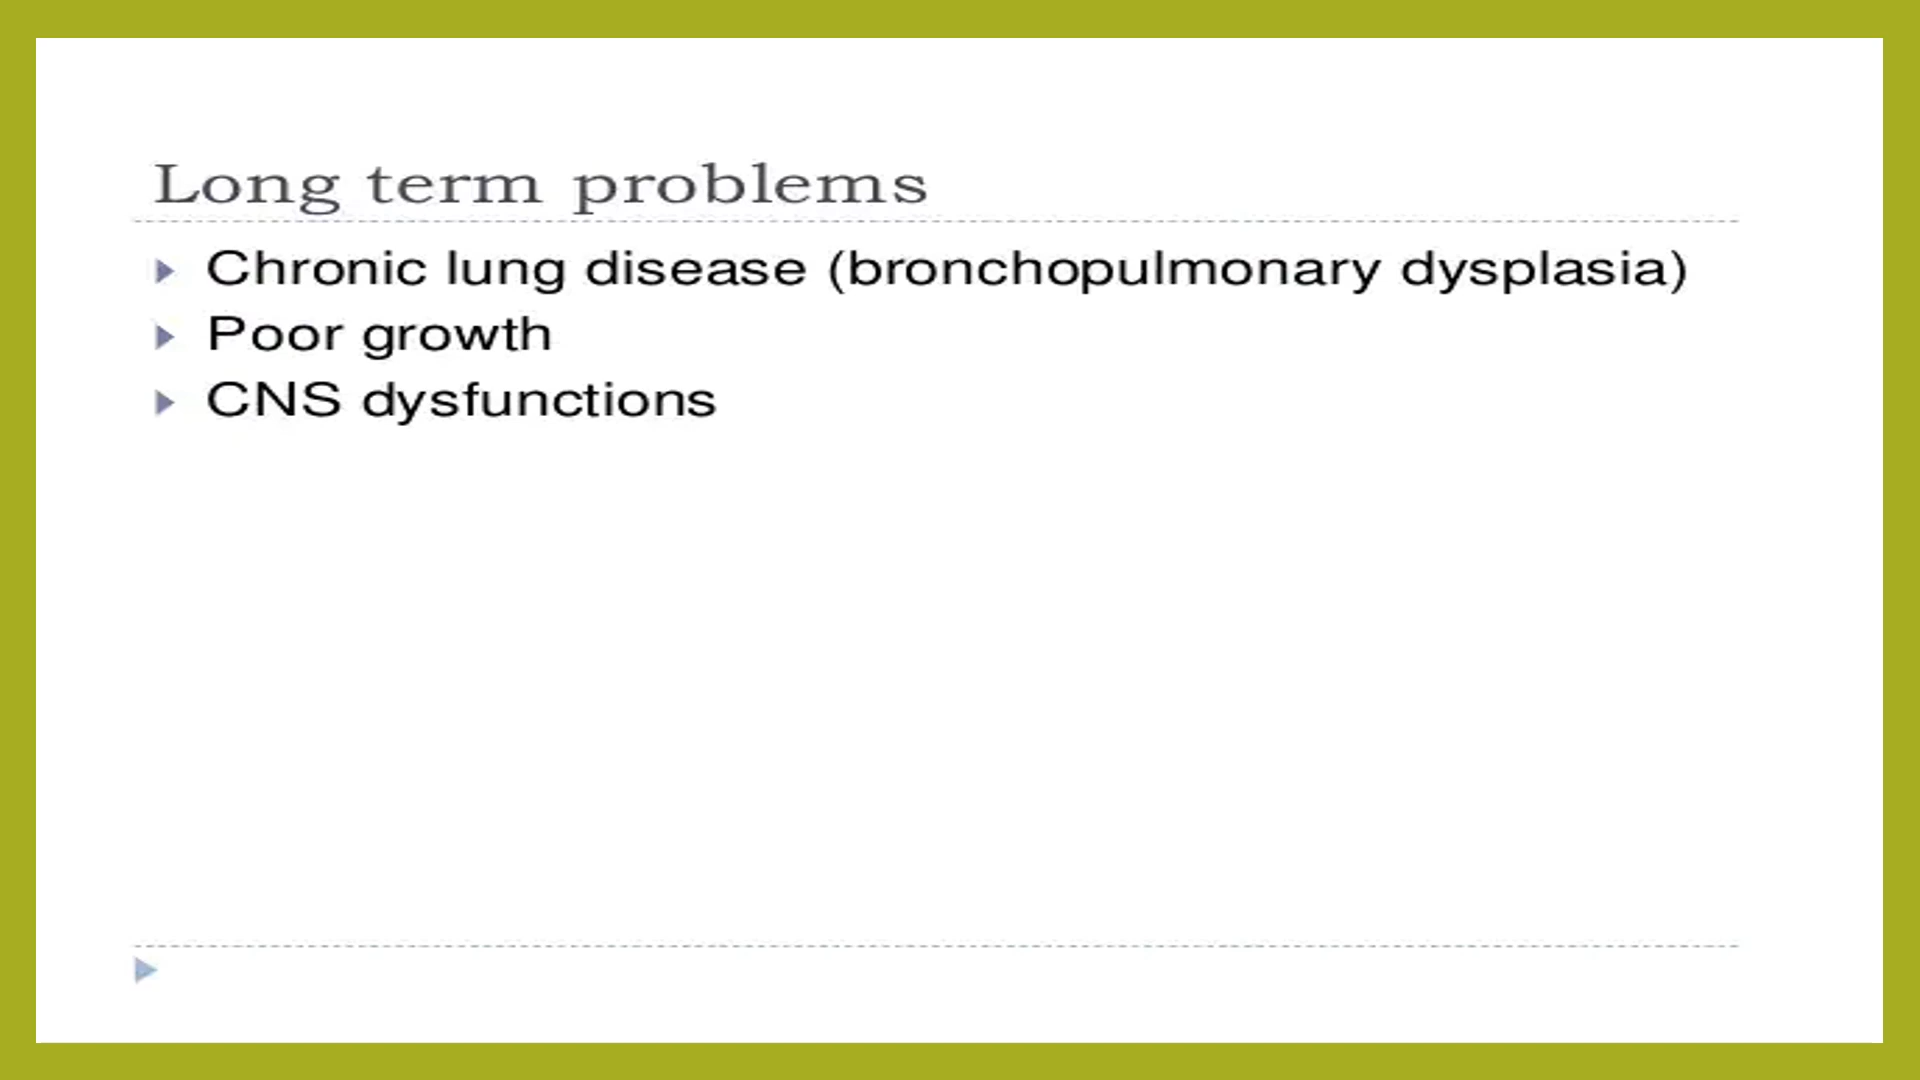 Long term problems
Chronic lung disease (bronchopulmonary dysplasia)
Poor growth
CNS dysfunctions